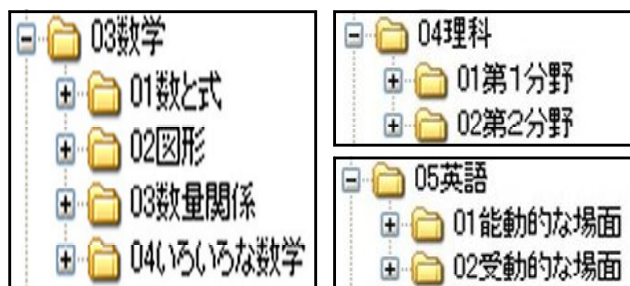 03数学
01数と式
02図形
03数量関係
04いろいろな数学
04理科
01第1分野
02第2分野
05英語
01能動的な場面
02受動的な場面